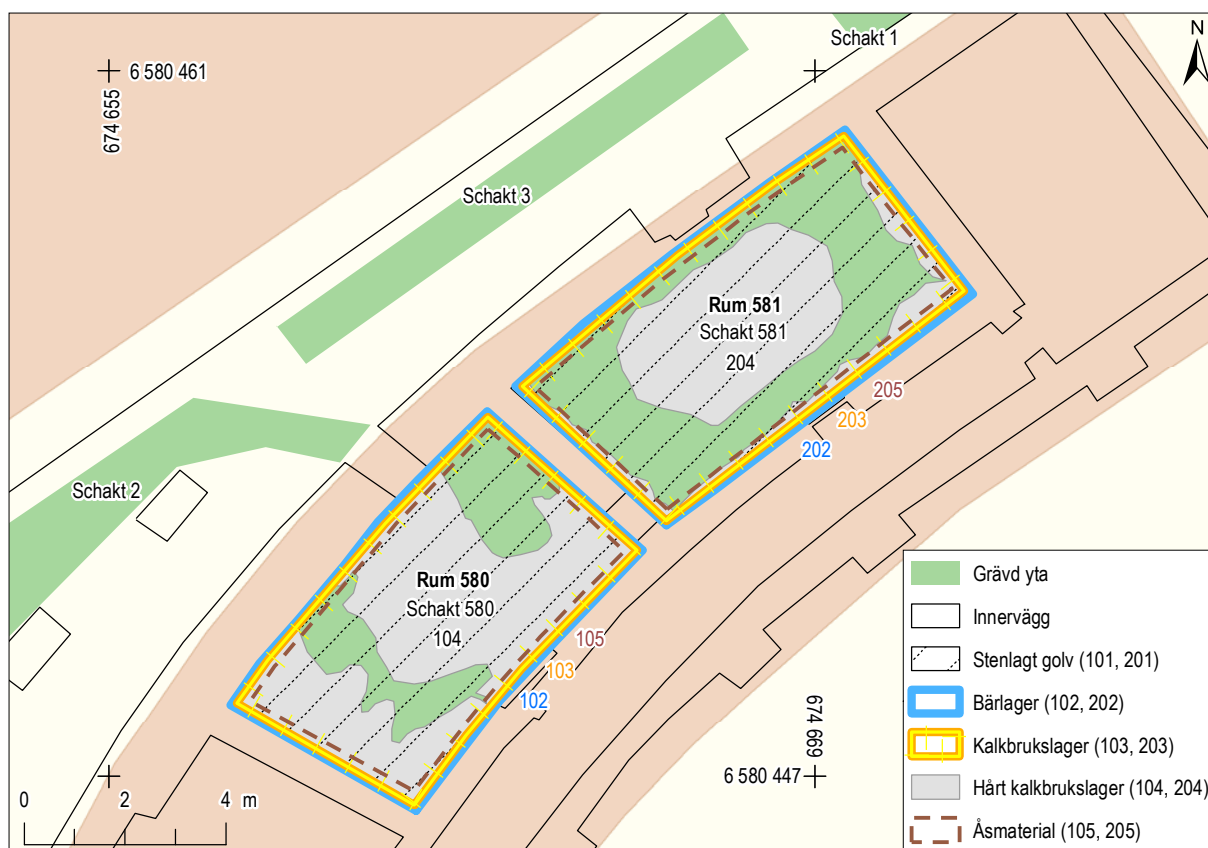 Schakt 1
N
6 580 461
674 655
Schakt 3
Rum 581
Schakt 581
204
205
203
202
Schakt 2
Rum 580
Schakt 580
104
105
103
102
674 669
6 580 447
0 2 4 m
Grävd yta
Innervägg
Stenlagt golv (101, 201)
Bärlager (102, 202)
Kalkbrukslager (103, 203)
Hårt kalkbrukslager (104, 204)
Åsmaterial (105, 205)